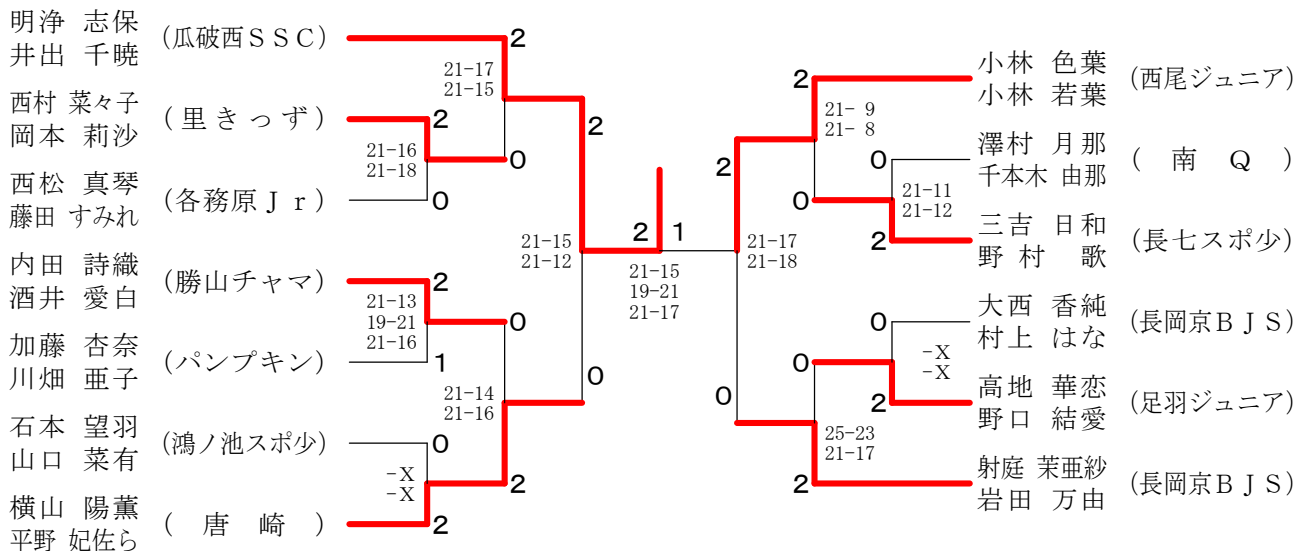 明浄 志保
井出 千暁
(瓜破西ＳＳＣ)
2
21-17
21-15
西村 菜々子
岡本 莉沙
(里きっず)
2
21-16
21-18
0
西松 真琴
藤田 すみれ
(各務原Ｊｒ)
0
2
21-15
21-12
内田 詩織
酒井 愛白
(勝山チャマ)
2
21-13
19-21
21-16
0
加藤 杏奈
川畑 亜子
(パンプキン)
1
21-14
21-16
0
石本 望羽
山口 菜有
(鴻ノ池スポ少)
0
-X
-X
2
横山 陽薫
平野 妃佐ら
(唐崎)
2
2 1
21-15
19-21
21-17
小林 色葉
小林 若葉
(西尾ジュニア)
2
21- 9
21- 8
2
澤村 月那
千本木 由那
(南Ｑ)
0
21-11
21-12
0
三吉 日和
野村 歌
(長七スポ少)
2
21-17
21-18
大西 香純
村上 はな
(長岡京ＢＪＳ)
0
-X
-X
0
高地 華恋
野口 結愛
(足羽ジュニア)
2
0
25-23
21-17
射庭 茉亜紗
岩田 万由
(長岡京ＢＪＳ)
2